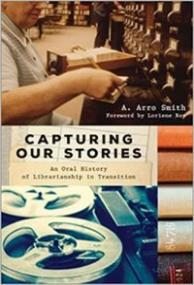 A. Arro Smith
Foreword by Loriene Roy
CAPTURING
OUR STORIES
An Oral History
of Librarianship in Transition